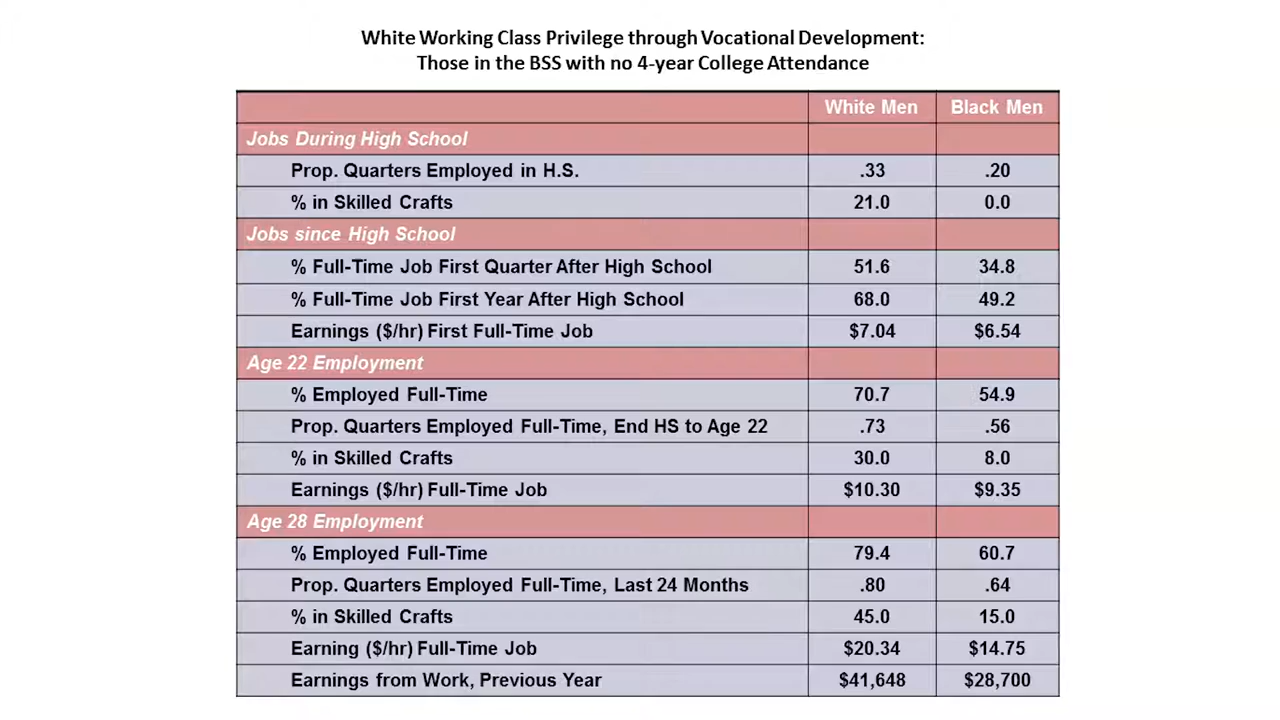 White Working Class Privilege through Vocational Development:
Those in the BSS with no 4-year College Attendance
White Men Black Men
Jobs During High School
Prop. Quarters Employed in H.S. .33 .20
% in Skilled Crafts 21.0 0.0
Jobs since High School
% Full-Time Job First Quarter After High School 51.6 34.8
% Full-Time Job First Year After High School 68.0 49.2
Earnings ($/hr) First Full-Time Job $7.04 $6.54
Age 22 Employment
% Employed Full-Time 70.7 54.9
Prop. Quarters Employed Full-Time, End HS to Age 22 .73 .56
% in Skilled Crafts 30.0 8.0
Earnings ($/hr) Full-Time Job $10.30 $9.35
Age 28 Employment
% Employed Full-Time 79.4 60.7
Prop. Quarters Employed Full-Time, Last 24 Months .80 .64
% in Skilled Crafts 45.0 15.0
Earning ($/hr) Full-Time Job $20.34 $14.75
Earnings from Work, Previous Year $41,648 $28,700